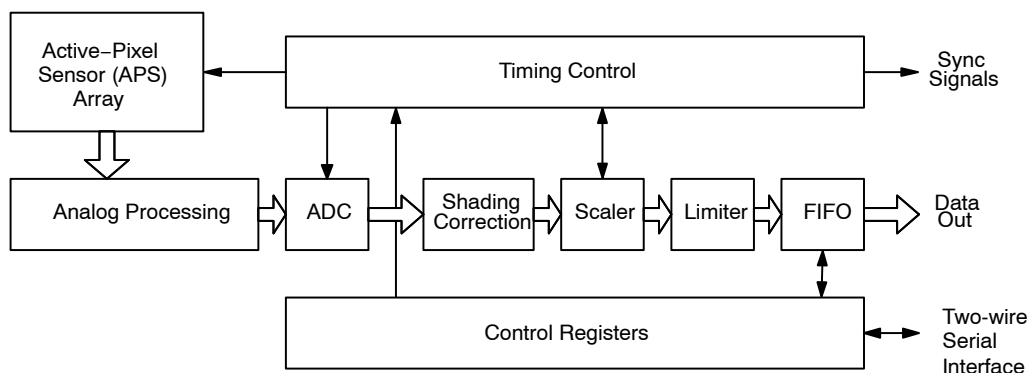 Active−Pixel
Sensor (APS)
Array
Timing Control
Sync
Signals
Analog Processing
ADC
Shading
Correction
Scaler
Limiter
FIFO
Data
Out
Control Registers
Two-wire
Serial
Interface